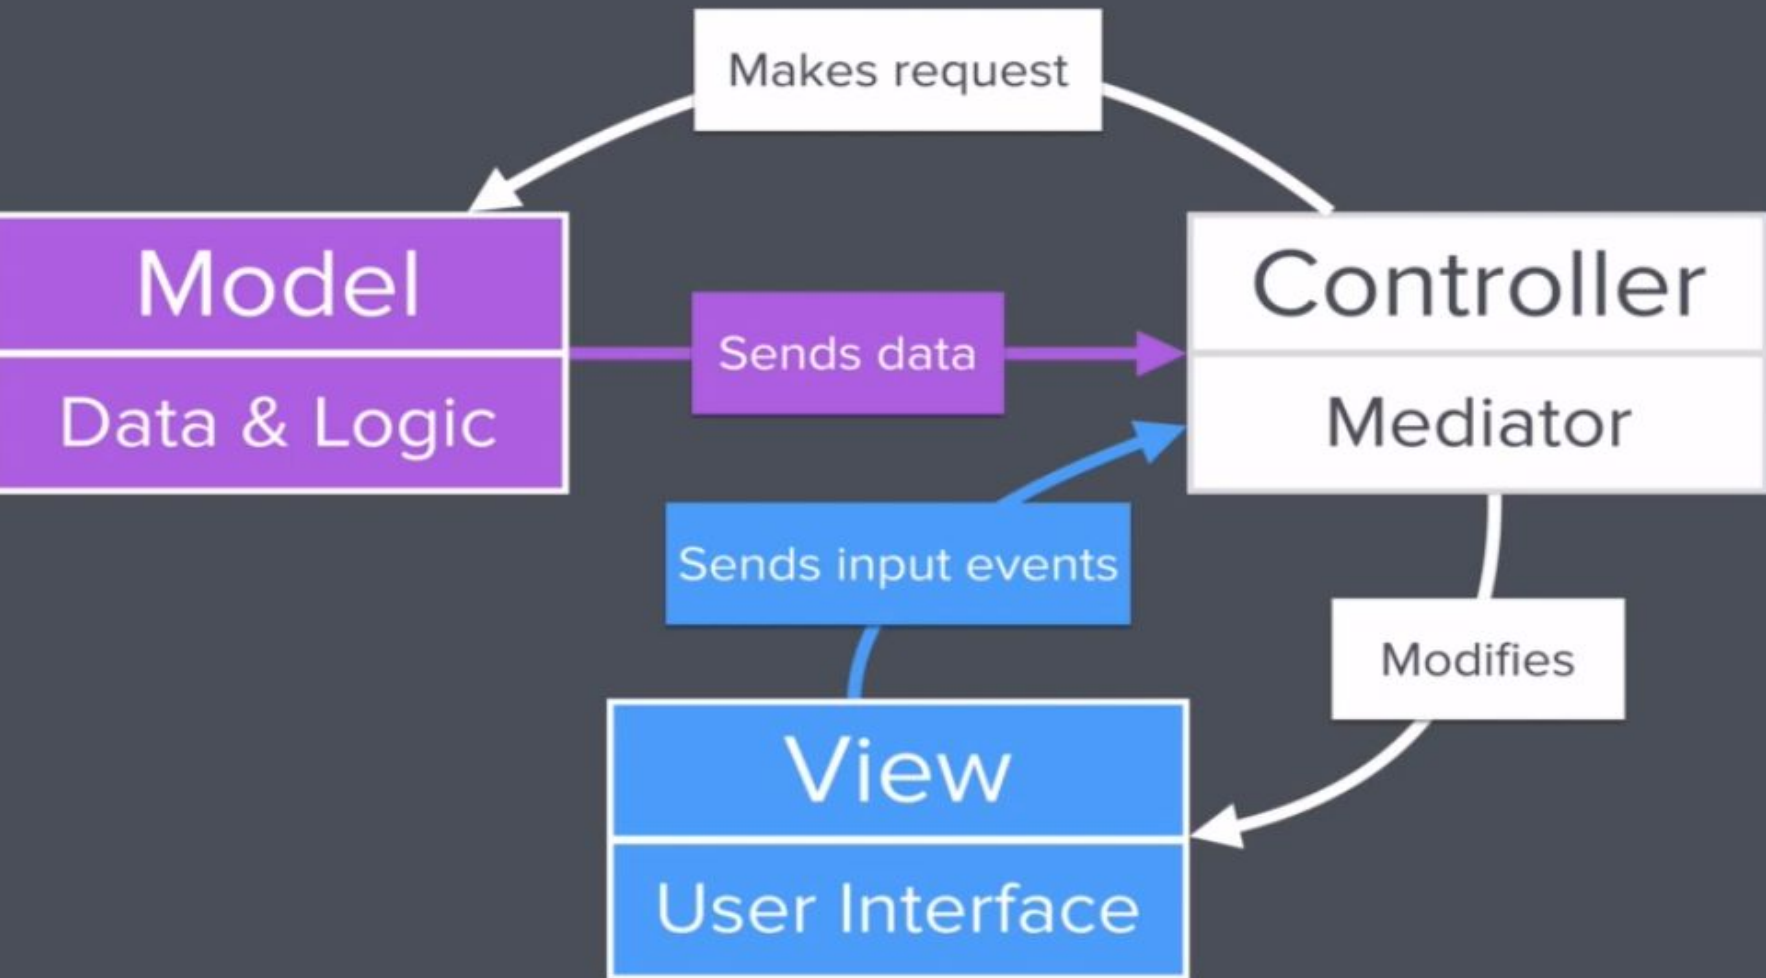 Makes request
Model
Data & Logic
Sends data
Controller
Mediator
Sends input events
Modifies
View
User Interface